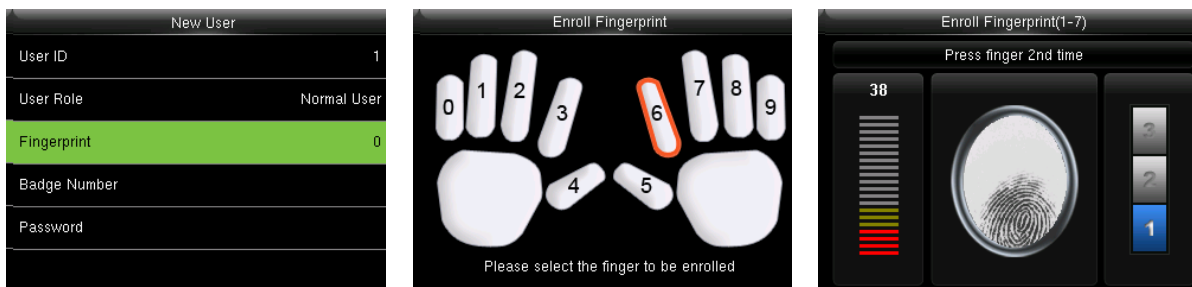 New User
User ID 1
User Role Normal User
Fingerprint 0
Badge Number
Password
Enroll Fingerprint
0 1 2 3 6 7 8 9
4 5
Please select the finger to be enrolled
Enroll Fingerprint(1-7)
Press finger 2nd time
38
3
2
1